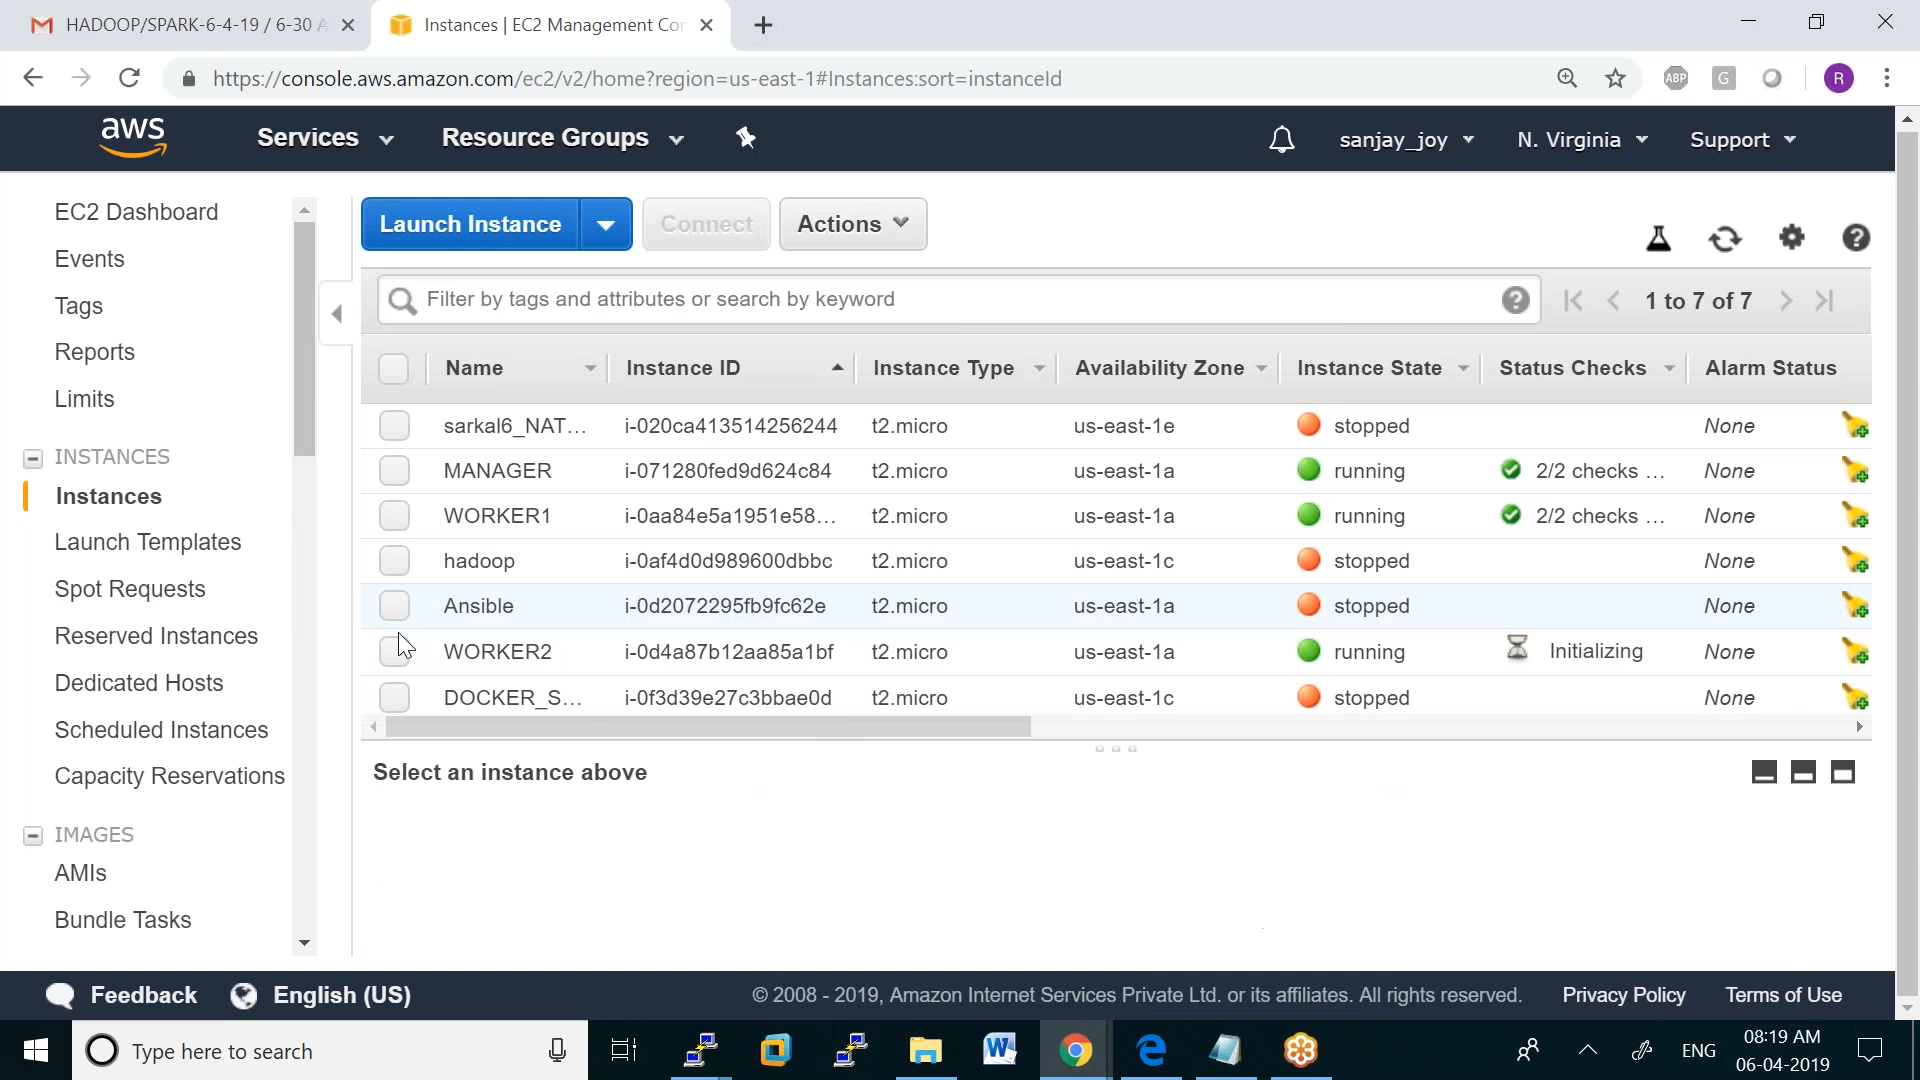 HADOOP/SPARK-6-4-19 / 6-30 A
Instances | EC2 Management Con
https://console.aws.amazon.com/ec2/v2/home?region=us-east-1#Instances:sort=instanceId
ABP
G
R
aws
Services
Resource Groups
sanjay_joy
N. Virginia
Support
EC2 Dashboard
Events
Tags
Reports
Limits
INSTANCES
Instances
Launch Templates
Spot Requests
Reserved Instances
Dedicated Hosts
Scheduled Instances
Capacity Reservations
IMAGES
AMIs
Bundle Tasks
Launch Instance
Connect
Actions
Filter by tags and attributes or search by keyword
1 to 7 of 7
Name Instance ID Instance Type Availability Zone Instance State Status Checks Alarm Status
sarkal6_NAT... i-020ca413514256244 t2.micro us-east-1e stopped None
MANAGER i-071280fed9d624c84 t2.micro us-east-1a running 2/2 checks ... None
WORKER1 i-0aa84e5a1951e58... t2.micro us-east-1a running 2/2 checks ... None
hadoop i-0af4d0d989600dbbc t2.micro us-east-1c stopped None
Ansible i-0d2072295fb9fc62e t2.micro us-east-1a stopped None
WORKER2 i-0d4a87b12aa85a1bf t2.micro us-east-1a running Initializing None
DOCKER_S... i-0f3d39e27c3bbae0d t2.micro us-east-1c stopped None
Select an instance above
Feedback
English (US)
© 2008 - 2019, Amazon Internet Services Private Ltd. or its affiliates. All rights reserved.
Privacy Policy
Terms of Use
Type here to search
ENG
08:19 AM
06-04-2019